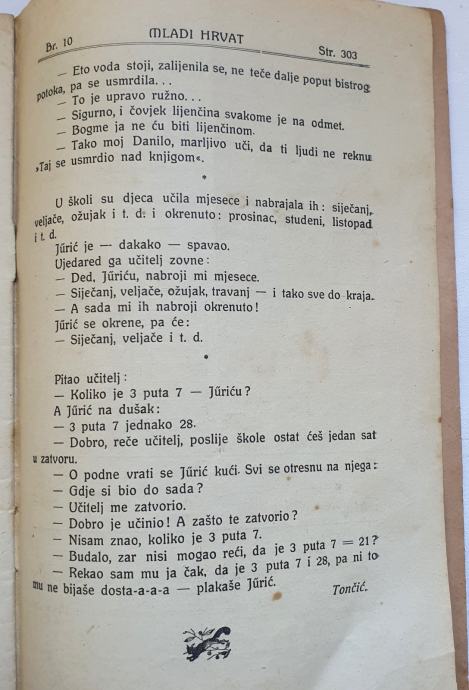 Br. 10 MLADI HRVAT Str. 303
— Eto voda stoji, zalijenila se, ne teče dalje poput bistrog
potoka, pa se usmrdila...
— To je upravo ružno...
— Sigurno, i čovjek lijenčina svakome je na odmet.
— Bogme ja ne ću biti lijenčinom.
— Tako moj Danilo, marljivo uči, da ti ljudi ne reknu
„Taj se usmrdio nad knjigom«.
*
U školi su djeca učila mjesece i nabrajala ih: siječanj,
veljače, ožujak i t. d. i okrenuto: prosinac, studeni, listopad
i t. d.
Jűrić je — dakako — spavao.
Ujedared ga učitelj zovne:
— Ded, Jűriću, nabroji mi mjesece.
— Siječanj, veljače, ožujak, travanj — i tako sve do kraja.
— A sada mi ih nabroji okrenuto!
Jűrić se okrene, pa će:
— Siječanj, veljače i t. d.
*
Pitao učitelj:
— Koliko je 3 puta 7 — Jűriću?
A Jűrić na dušak:
— 3 puta 7 jednako 28.
— Dobro, reče učitelj, poslije škole ostat ćeš jedan sat
u zatvoru.
— O podne vrati se Jűrić kući. Svi se otresnu na njega:
— Gdje si bio do sada?
— Učitelj me zatvorio.
— Dobro je učinio! A zašto te zatvorio?
— Nisam znao, koliko je 3 puta 7.
— Budalo, zar nisi mogao reći, da je 3 puta 7 = 21?
— Rekao sam mu ja čak, da je 3 puta 7 i 28, pa ni to
mu ne bijaše dosta-a-a-a — plakaše Jűrić.
Tončić.